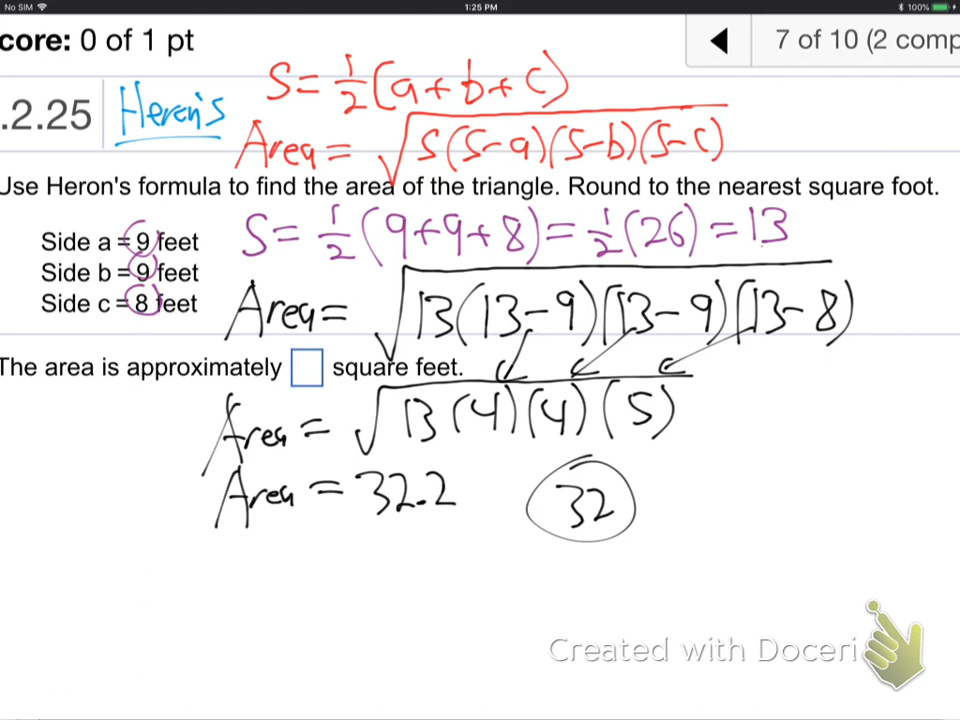 No SIM 1:25 PM 100%
core: 0 of 1 pt 7 of 10 (2 comp
S = 1/2 (a + b + c)
.2.25 Heron's
Area = √S(S-a)(S-b)(S-c)
Use Heron's formula to find the area of the triangle. Round to the nearest square foot.
S = 1/2 (9+9+8) = 1/2 (26) = 13
Side a = 9 feet
Side b = 9 feet
Side c = 8 feet
Area = √13(13-9)(13-9)(13-8)
The area is approximately square feet.
Area = √13(4)(4)(5)
Area = 32.2 32
Created with Doceri